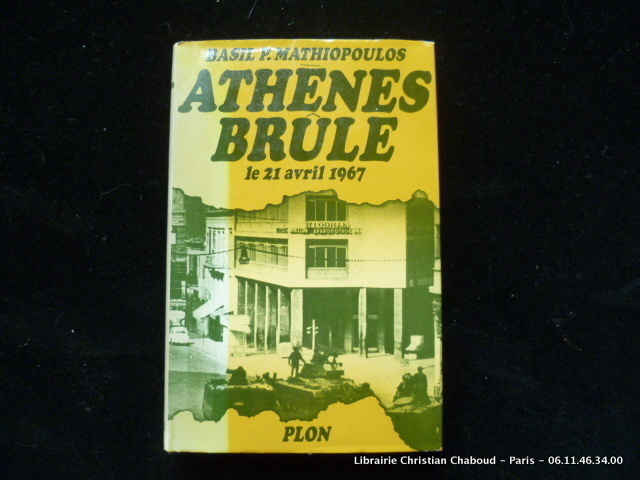 BASIL P. MATHIOPOULOS
ATHÈNES
BRÛLE
le 21 avril 1967
PLON
Librairie Christian Chaboud - Paris - 06.11.46.34.00